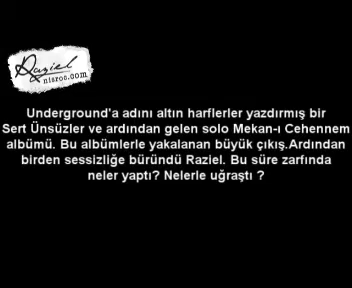 Raziel
nisroc.com
Underground'a adını altın harflerler yazdırmış bir
Sert Ünsüzler ve ardından gelen solo Mekan-ı Cehennem
albümü. Bu albümlerle yakalanan büyük çıkış.Ardından
birden sessizliğe büründü Raziel. Bu süre zarfında
neler yaptı? Nelerle uğraştı ?